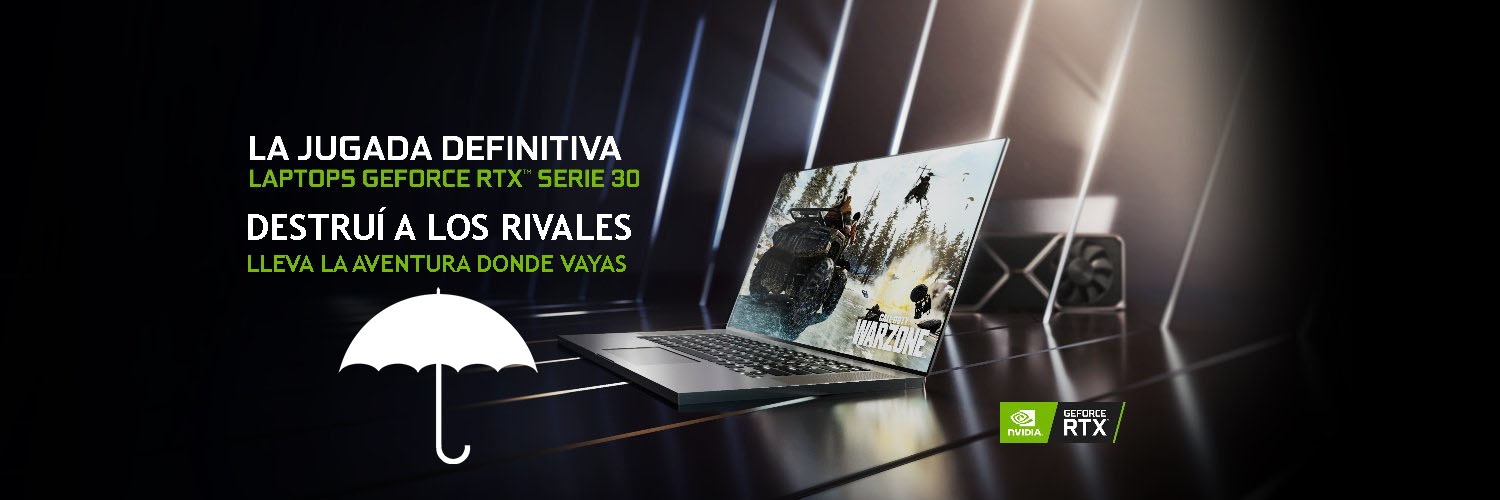 LA JUGADA DEFINITIVA
LAPTOPS GEFORCE RTX™ SERIE 30
DESTRUÍ A LOS RIVALES
LLEVA LA AVENTURA DONDE VAYAS
CALL OF DUTY
WARZONE
NVIDIA.
GEFORCE
RTX